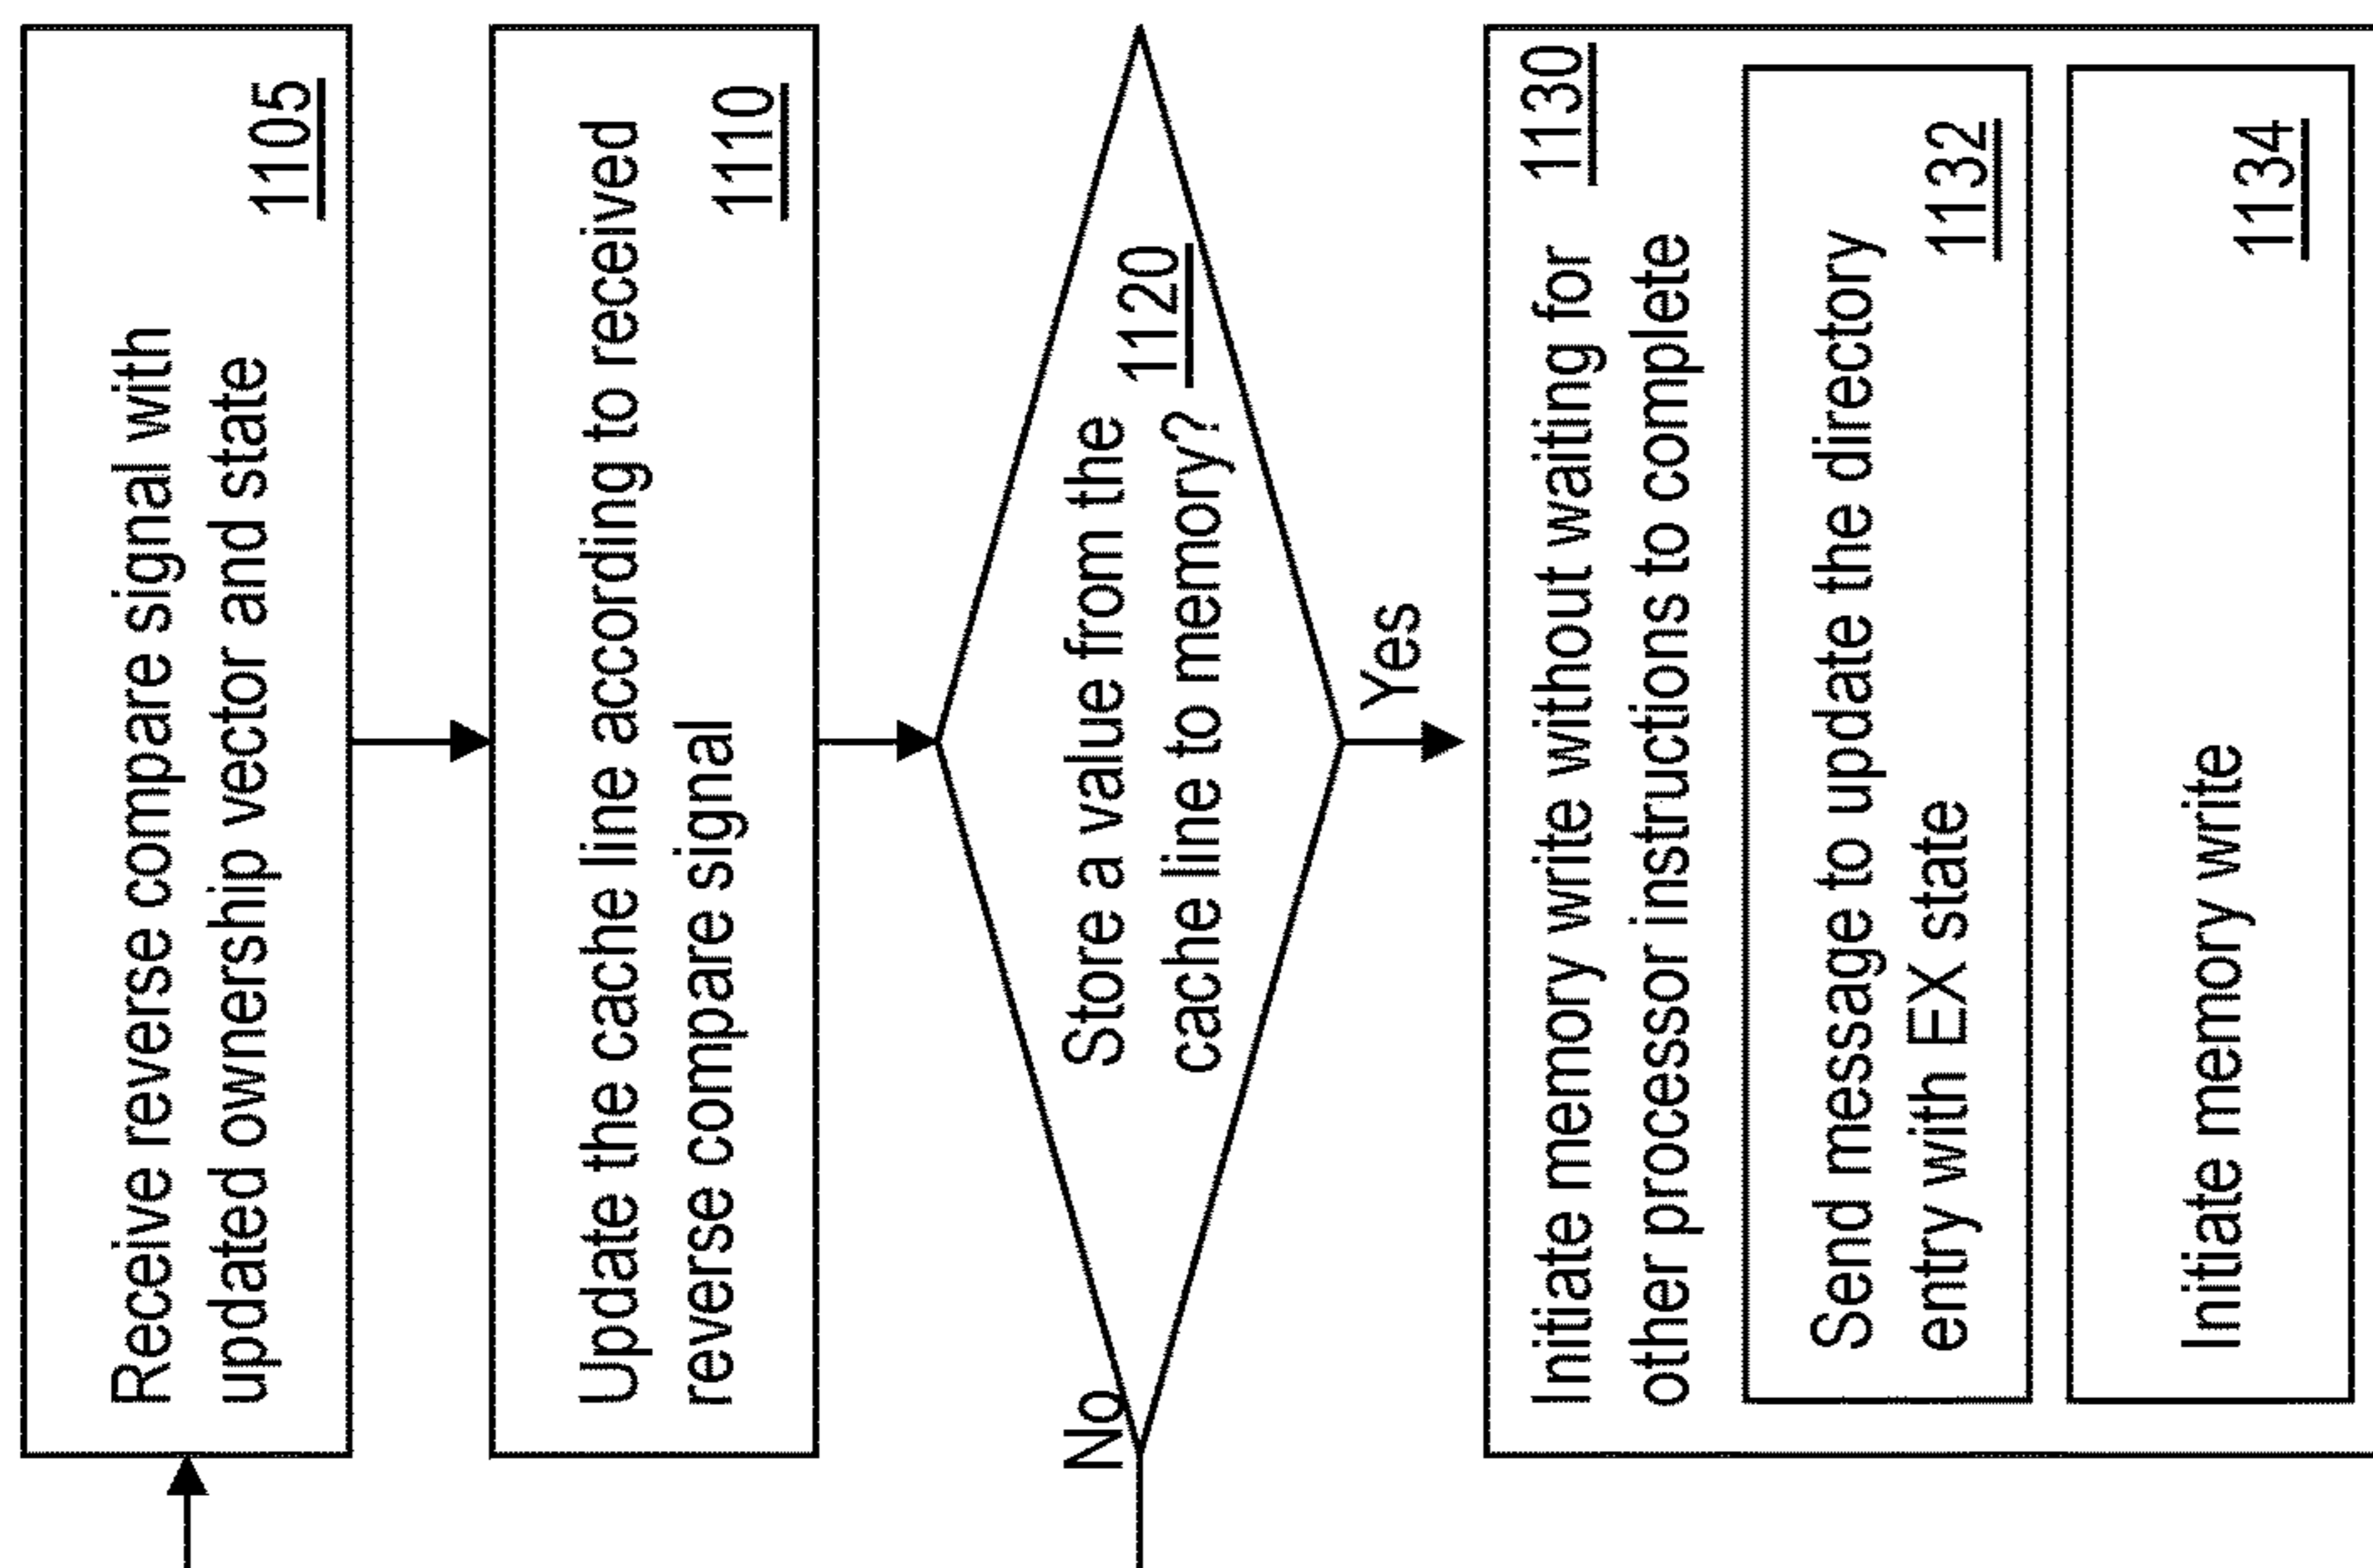 Receive reverse compare signal with
updated ownership vector and state
1105
Update the cache line according to received
reverse compare signal
1110
Store a value from the
1120
cache line to memory?
No
Yes
Initiate memory write without waiting for 1130
other processor instructions to complete
Send message to update the directory
entry with EX state
1132
Initiate memory write
1134